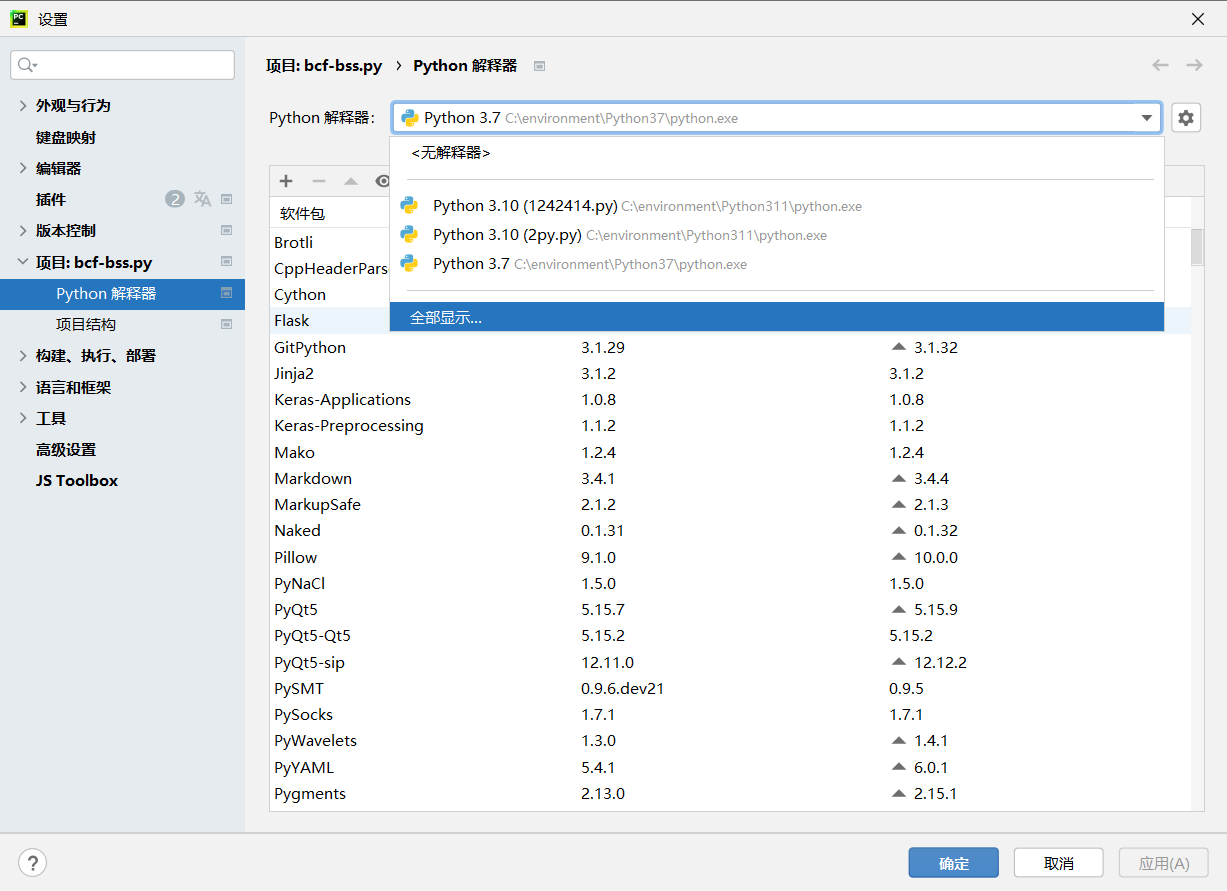 设置
项目: bcf-bss.py › Python 解释器
外观与行为
键盘映射
编辑器
插件 2
版本控制
项目: bcf-bss.py
Python 解释器
项目结构
构建、执行、部署
语言和框架
工具
高级设置
JS Toolbox
Python 解释器: Python 3.7 C:\environment\Python37\python.exe
<无解释器>
Python 3.10 (1242414.py) C:\environment\Python311\python.exe
Python 3.10 (2py.py) C:\environment\Python311\python.exe
Python 3.7 C:\environment\Python37\python.exe
全部显示...
软件包
Brotli
CppHeaderPars
Cython
Flask
GitPython 3.1.29 3.1.32
Jinja2 3.1.2 3.1.2
Keras-Applications 1.0.8 1.0.8
Keras-Preprocessing 1.1.2 1.1.2
Mako 1.2.4 1.2.4
Markdown 3.4.1 3.4.4
MarkupSafe 2.1.2 2.1.3
Naked 0.1.31 0.1.32
Pillow 9.1.0 10.0.0
PyNaCl 1.5.0 1.5.0
PyQt5 5.15.7 5.15.9
PyQt5-Qt5 5.15.2 5.15.2
PyQt5-sip 12.11.0 12.12.2
PySMT 0.9.6.dev21 0.9.5
PySocks 1.7.1 1.7.1
PyWavelets 1.3.0 1.4.1
PyYAML 5.4.1 6.0.1
Pygments 2.13.0 2.15.1
? 确定 取消 应用(A)